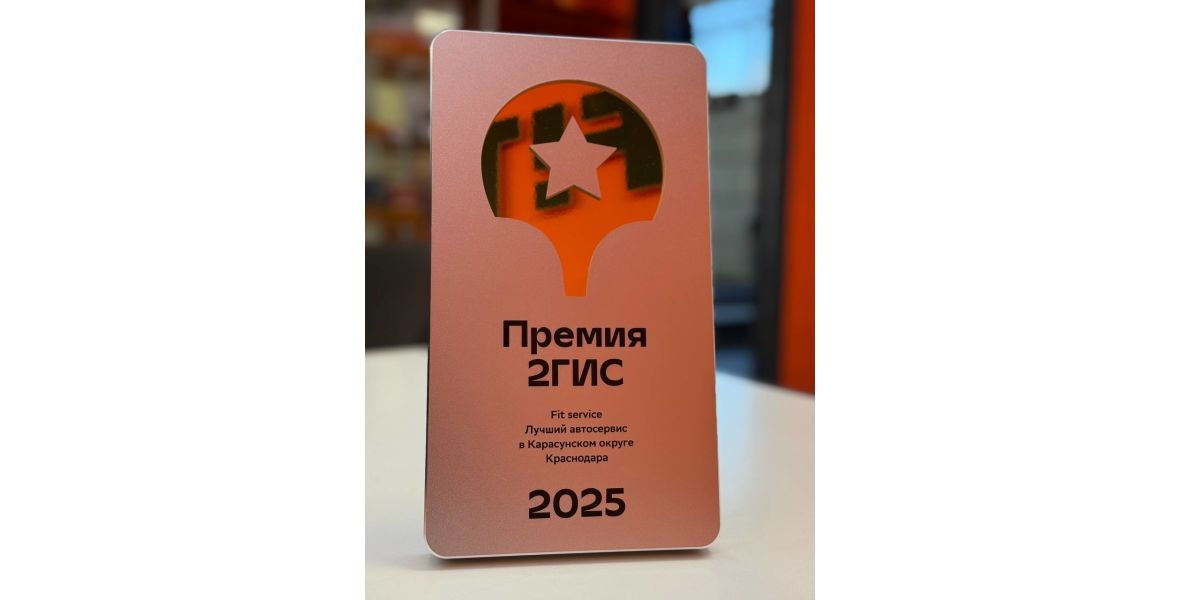 Премия
2ГИС
Fit service
Лучший автосервис
в Карасунском округе
Краснодара
2025